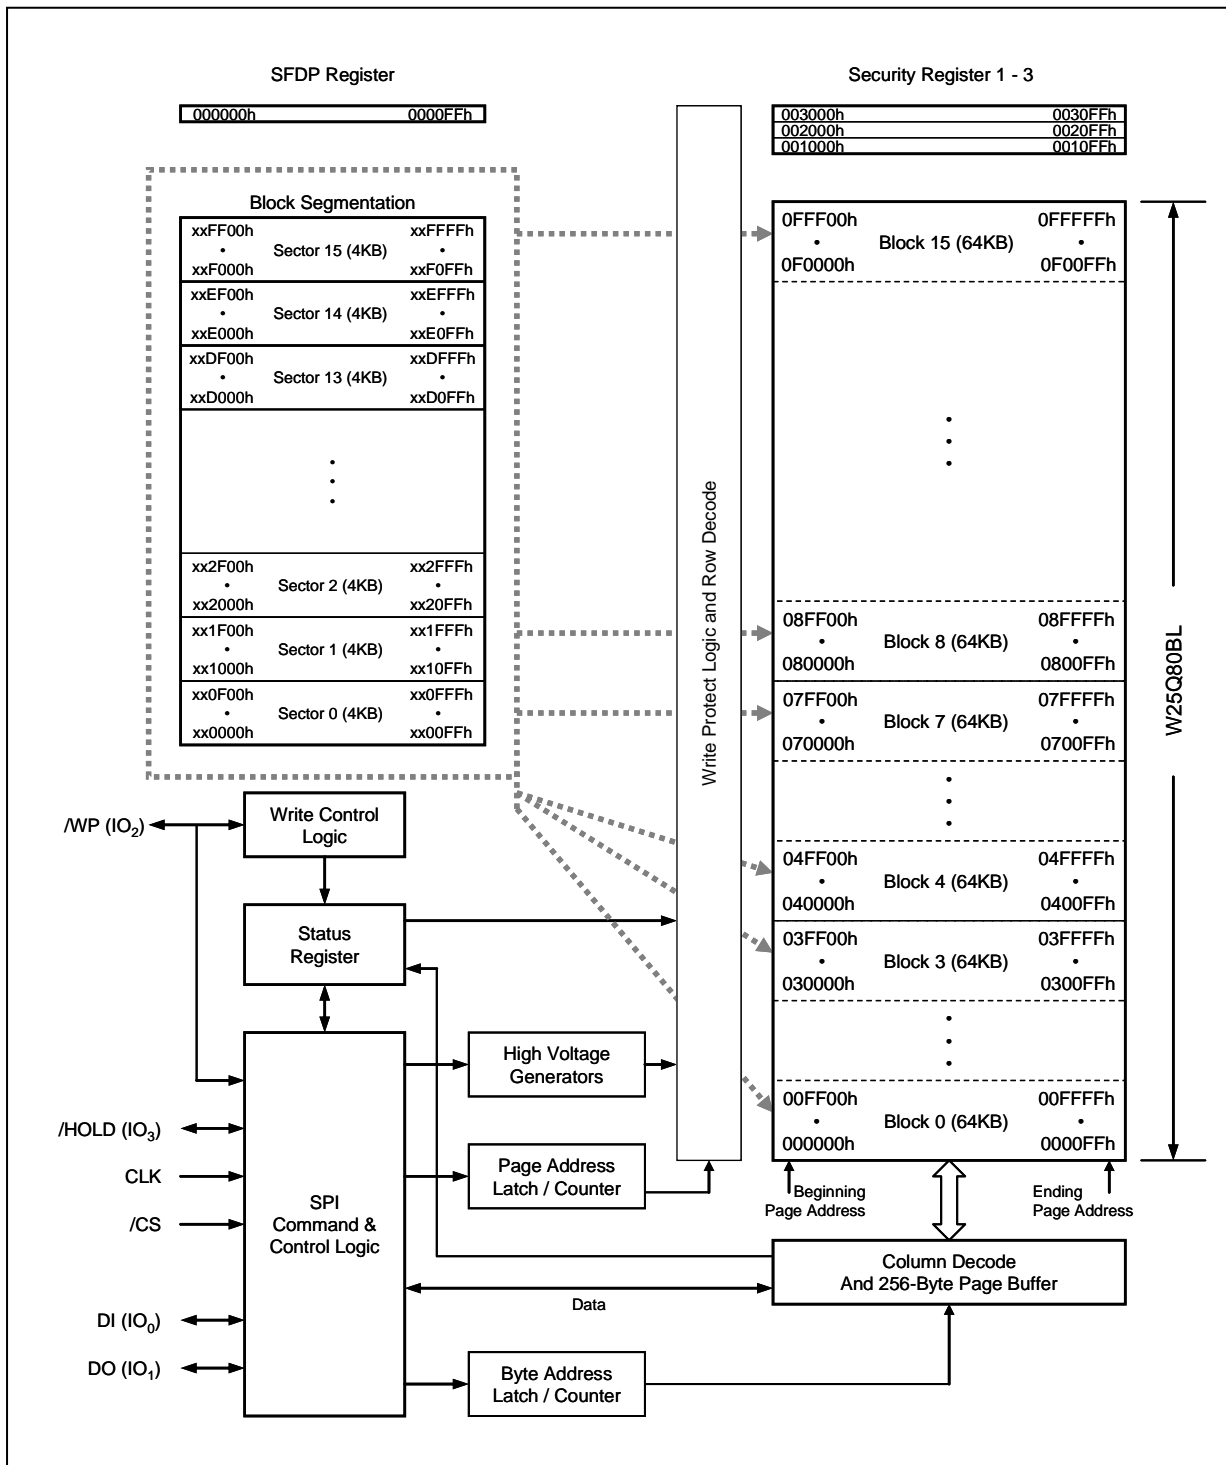 SFDP Register
000000h 0000FFh
Security Register 1 - 3
003000h 0030FFh
002000h 0020FFh
001000h 0010FFh
Block Segmentation
xxFF00h xxFFFFh
• Sector 15 (4KB) •
xxF000h xxF0FFh
xxEF00h xxEFFFh
• Sector 14 (4KB) •
xxE000h xxE0FFh
xxDF00h xxDFFFh
• Sector 13 (4KB) •
xxD000h xxD0FFh
xx2F00h xx2FFFh
• Sector 2 (4KB) •
xx2000h xx20FFh
xx1F00h xx1FFFh
• Sector 1 (4KB) •
xx1000h xx10FFh
xx0F00h xx0FFFh
• Sector 0 (4KB) •
xx0000h xx00FFh
Write Protect Logic and Row Decode
0FFF00h 0FFFFFh
• Block 15 (64KB) •
0F0000h 0F00FFh
08FF00h 08FFFFh
• Block 8 (64KB) •
080000h 0800FFh
07FF00h 07FFFFh
• Block 7 (64KB) •
070000h 0700FFh
04FF00h 04FFFFh
• Block 4 (64KB) •
040000h 0400FFh
03FF00h 03FFFFh
• Block 3 (64KB) •
030000h 0300FFh
00FF00h 00FFFFh
• Block 0 (64KB) •
000000h 0000FFh
W25Q80BL
Beginning
Page Address
Ending
Page Address
/WP (IO2)
Write Control
Logic
Status
Register
High Voltage
Generators
/HOLD (IO3)
CLK
/CS
DI (IO0)
DO (IO1)
SPI
Command &
Control Logic
Page Address
Latch / Counter
Column Decode
And 256-Byte Page Buffer
Data
Byte Address
Latch / Counter